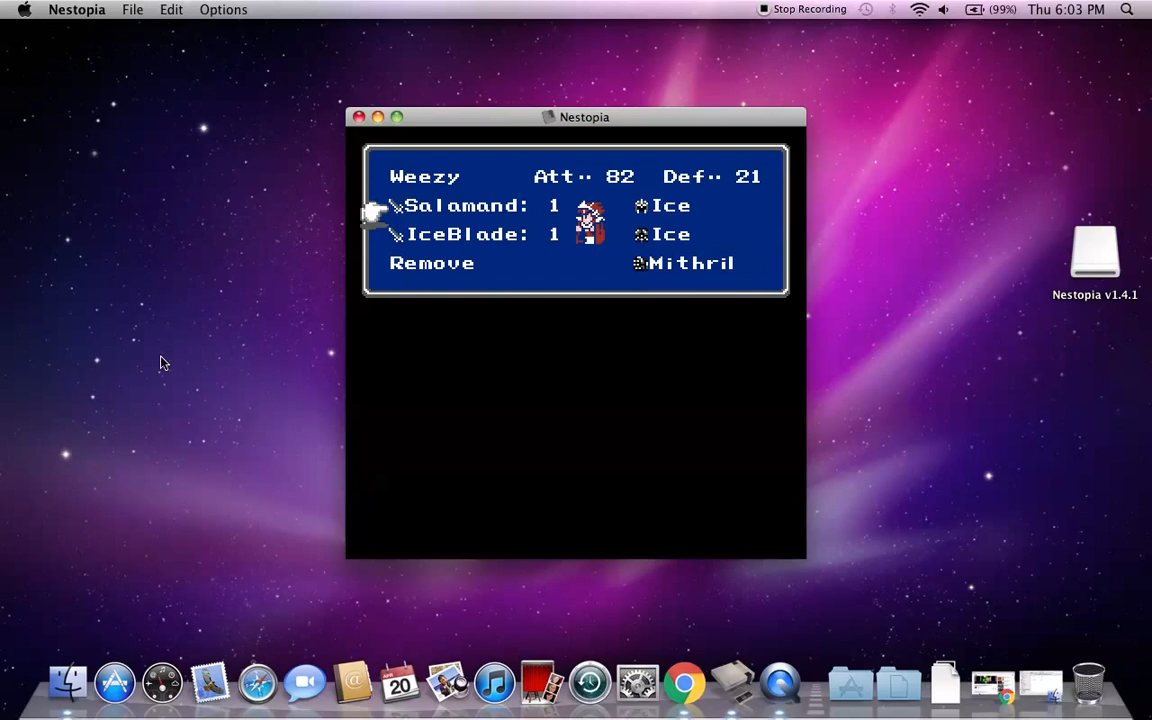 Nestopia File Edit Options Stop Recording (99%) Thu 6:03 PM
Nestopia
Weezy Att‥ 82 Def‥ 21
Salamand: 1 Ice
IceBlade: 1 Ice
Remove Mithril
Nestopia v1.4.1
20